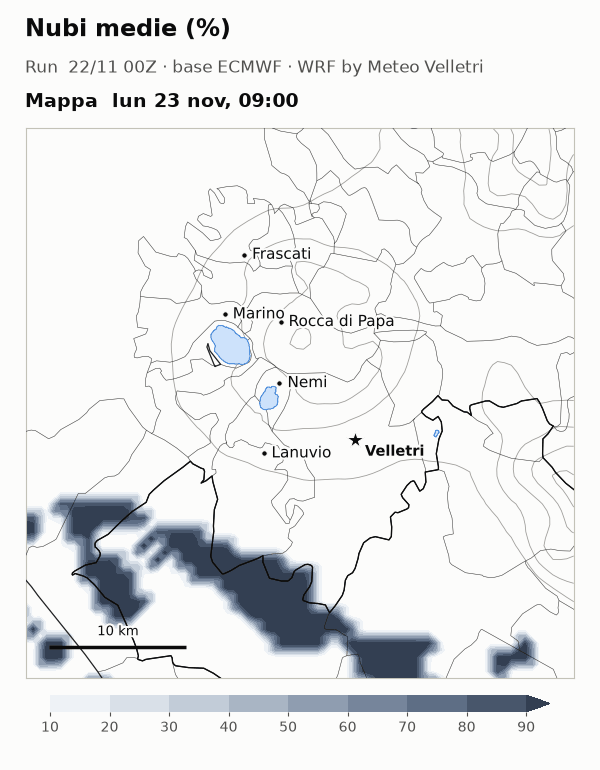 Nubi medie (%)
Run  22/11 00Z · base ECMWF · WRF by Meteo Velletri
Mappa  lun 23 nov, 09:00
Frascati
Marino
Rocca di Papa
Nemi
Velletri
Lanuvio
10 km
10 20 30 40 50 60 70 80 90